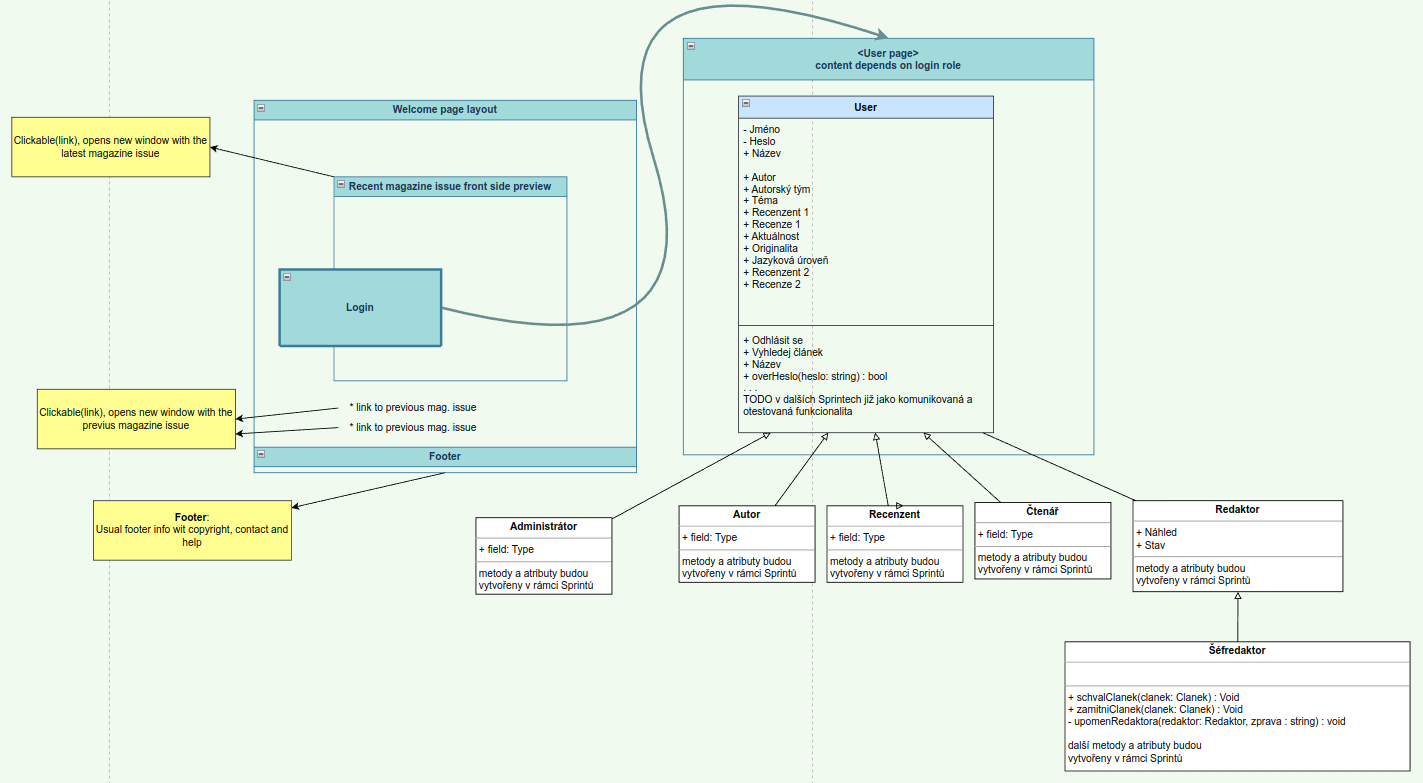 <User page>
content depends on login role
Welcome page layout
Clickable(link), opens new window with the
latest magazine issue
Recent magazine issue front side preview
Login
Clickable(link), opens new window with the
previus magazine issue
* link to previous mag. issue
* link to previous mag. issue
Footer
Footer:
Usual footer info wit copyright, contact and
help
User
- Jméno
- Heslo
+ Název
+ Autor
+ Autorský tým
+ Téma
+ Recenzent 1
+ Recenze 1
+ Aktuálnost
+ Originalita
+ Jazyková úroveň
+ Recenzent 2
+ Recenze 2
+ Odhlásit se
+ Vyhledej článek
+ Název
+ overHeslo(heslo: string) : bool
. . .
TODO v dalších Sprintech již jako komunikovaná a
otestovaná funkcionalita
Administrátor
+ field: Type
metody a atributy budou
vytvořeny v rámci Sprintů
Autor
+ field: Type
metody a atributy budou
vytvořeny v rámci Sprintů
Recenzent
+ field: Type
metody a atributy budou
vytvořeny v rámci Sprintů
Čtenář
+ field: Type
metody a atributy budou
vytvořeny v rámci Sprintů
Redaktor
+ Náhled
+ Stav
metody a atributy budou
vytvořeny v rámci Sprintů
Šéfredaktor
+ schvalClanek(clanek: Clanek) : Void
+ zamitniClanek(clanek: Clanek) : Void
- upomenRedaktora(redaktor: Redaktor, zprava : string) : void
další metody a atributy budou
vytvořeny v rámci Sprintů